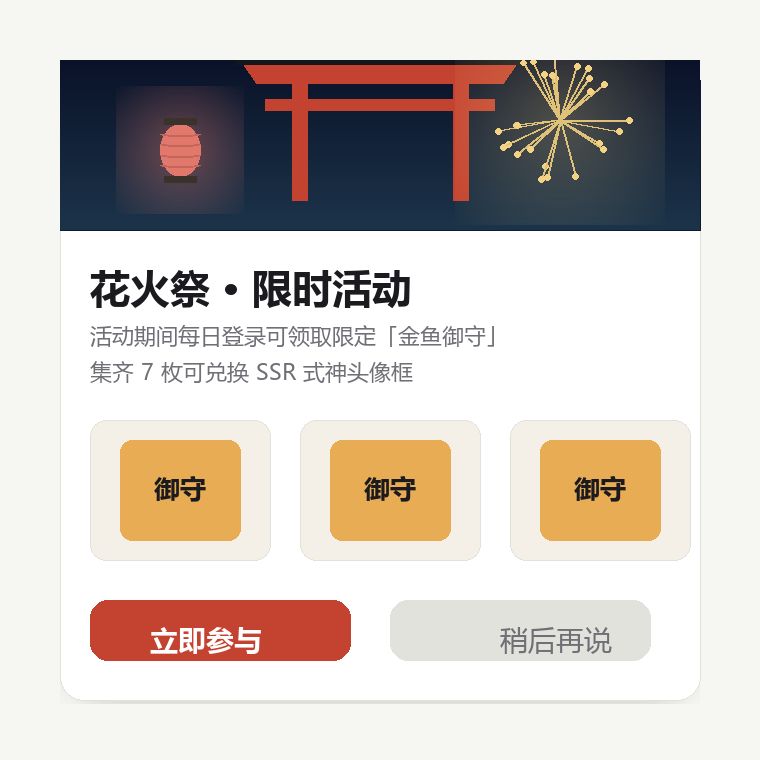 花火祭・限时活动
活动期间每日登录可领取限定「金鱼御守」
集齐 7 枚可兑换 SSR 式神头像框
御守
御守
御守
立即参与
稍后再说